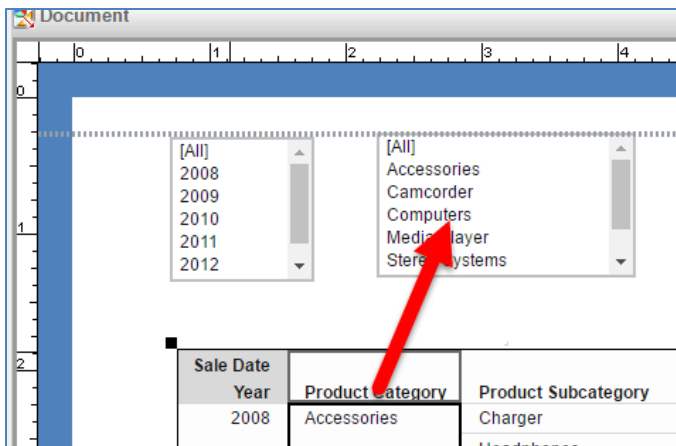 Document
0 1 2 3 4
0
[All]
2008
2009
2010
2011
2012
[All]
Accessories
Camcorder
Computers
Media Player
Stereo Systems
1
2
Sale Date
Year Product Category Product Subcategory
2008 Accessories Charger
Headphones